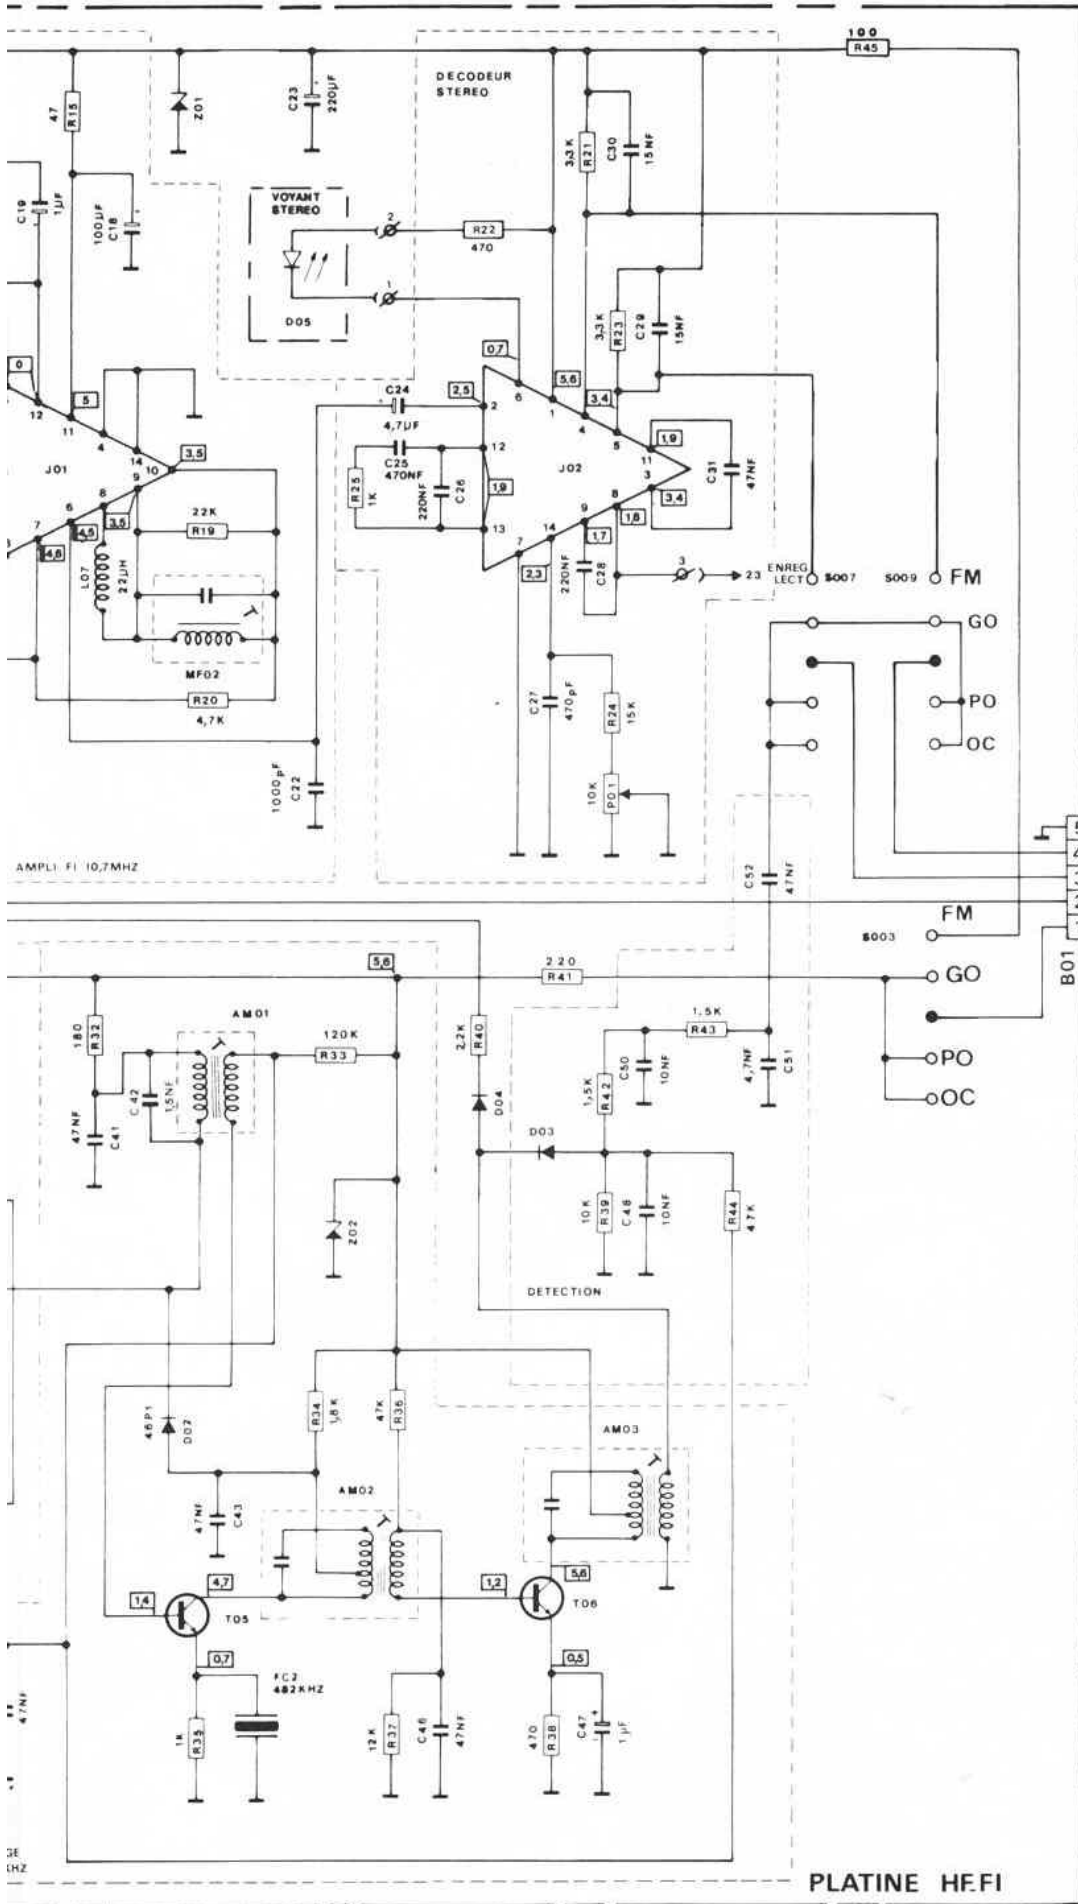 100
R45
47
R15
Z01
C23
220µF
DECODEUR
STEREO
3,3K
R21
C30
15NF
C19
1µF
100µF
C18
VOYANT
STEREO
D05
2
R22
470
1
3,3K
R23
C29
15NF
0
12
5
11
4
14
10
3,5
J01
9
8
3,5
6
4,5
7
4,6
L07
22µH
22K
R19
T
MF02
R20
4,7K
1000pF
C22
AMPLI FI 10,7MHZ
C24
4,7µF
2,5
2
0,7
6
5,6
1
3,4
4
5
1,9
11
3
3,4
C31
47NF
C25
470NF
R25
1K
220NF
C26
12
1,9
13
J02
7
2,3
14
9
1,7
8
1,8
220NF
C28
3
23
ENREG
LECT
S007
S009
FM
GO
PO
OC
C27
470pF
R24
15K
10K
P01
C52
47NF
5
4
3
2
1
B01
FM
S003
GO
PO
OC
5,6
220
R41
180
R32
AM01
T
120K
R33
C42
1,5NF
47NF
C41
2,2K
R40
D04
D03
1,5K
R42
C50
10NF
1,5K
R43
4,7NF
C51
10K
R39
C48
10NF
R44
47K
Z02
DETECTION
46P1
D02
R34
1,8K
47K
R36
47NF
C43
AM02
T
AM03
T
1,4
4,7
T05
0,7
1,2
5,6
T06
0,5
FC2
482KHZ
1K
R35
12K
R37
C46
47NF
470
R38
C47
+
1µF
47NF
GE
KHZ
PLATINE HF.FI